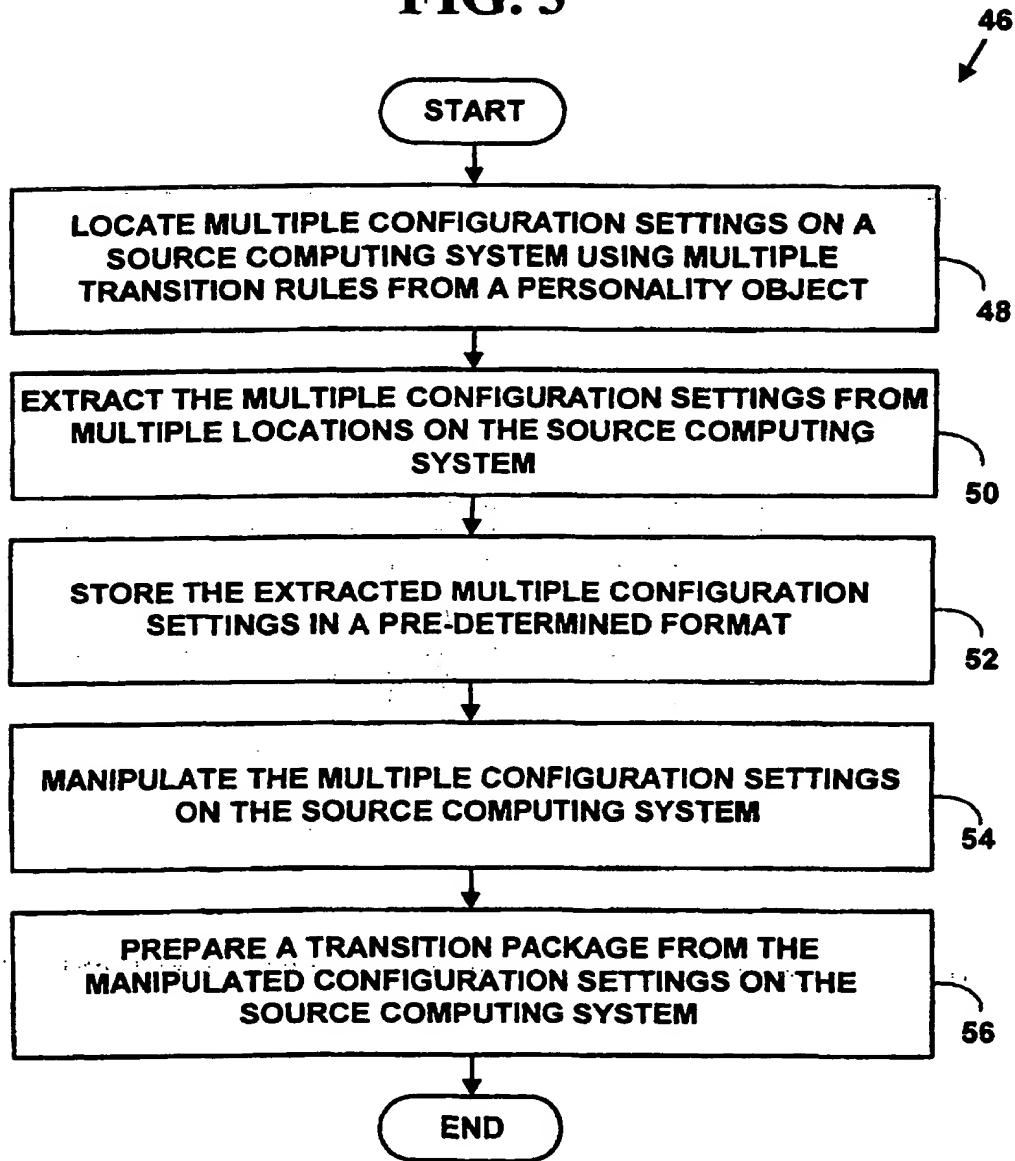 FIG. 3
46
START
LOCATE MULTIPLE CONFIGURATION SETTINGS ON A
SOURCE COMPUTING SYSTEM USING MULTIPLE
TRANSITION RULES FROM A PERSONALITY OBJECT
48
EXTRACT THE MULTIPLE CONFIGURATION SETTINGS FROM
MULTIPLE LOCATIONS ON THE SOURCE COMPUTING
SYSTEM
50
STORE THE EXTRACTED MULTIPLE CONFIGURATION
SETTINGS IN A PRE-DETERMINED FORMAT
52
MANIPULATE THE MULTIPLE CONFIGURATION SETTINGS
ON THE SOURCE COMPUTING SYSTEM
54
PREPARE A TRANSITION PACKAGE FROM THE
MANIPULATED CONFIGURATION SETTINGS ON THE
SOURCE COMPUTING SYSTEM
56
END